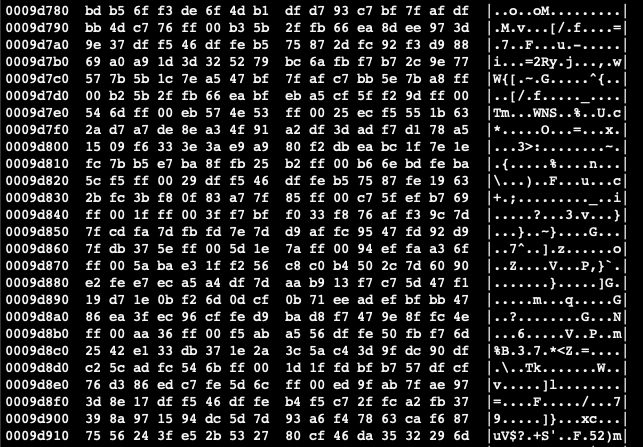 0009d780 bd b5 6f f3 de 6f 4d b1 df d7 93 c7 bf 7f af df |..o..oM.........|
0009d790 bb 4d c7 76 ff 00 b3 5b 2f fb 66 ea 8d ee 97 3d |.M.v...[/.f....=|
0009d7a0 9e 37 df f5 46 df fe b5 75 87 2d fc 92 f3 d9 88 |.7..F...u.-.....|
0009d7b0 69 a0 a9 1d 3d 32 52 79 bc 6a fb f7 b7 2c 9e 77 |i...=2Ry.j...,.w|
0009d7c0 57 7b 5b 1c 7e a5 47 bf 7f af c7 bb 5e 7b a8 ff |W{[.~.G.....^{..|
0009d7d0 00 b2 5b 2f fb 66 ea bf eb a5 cf 5f f2 9d ff 00 |..[/.f....._....|
0009d7e0 54 6d ff 00 eb 57 4e 53 ff 00 25 ec f5 55 1b 63 |Tm...WNS..%..U.c|
0009d7f0 2a d7 a7 de 8a 3d 4f 91 a2 df 3d ad f7 d1 78 a5 |*....=O...=...x.|
0009d800 15 09 f6 33 3e 3a e9 a9 80 f2 db ea bc 1f 7e 1e |...3>:........~.|
0009d810 fc 7b b5 e7 ba 8f fb 25 b2 ff 00 b6 6e bd fe ba |.{.....%....n...|
0009d820 5c f5 ff 00 29 df f5 46 df fe b5 75 87 fe 19 63 |\...)..F...u...c|
0009d830 2b fc 3b f8 0f 83 a7 7f 85 ff 00 c7 5f ef b7 69 |+.;........._..i|
0009d840 ff 00 1f ff 00 3f f7 bf f0 33 f8 76 af f3 9c 7d |.....?...3.v...}|
0009d850 7f cd fa 7d fb fd 7e 7d d9 af fc 95 47 fd 92 d9 |...}..~}....G...|
0009d860 7f db 37 5e ff 00 5d 1e 7a ff 00 94 ef fa a3 6f |..7^..].z......o|
0009d870 ff 00 5a ba e3 1f f2 56 c8 c0 b4 50 2c 7d 60 90 |..Z....V...P,}`.|
0009d880 e2 fe e7 ec a5 a4 df 7d aa b9 13 f7 c7 5d 47 f1 |.......}.....]G.|
0009d890 19 d7 1e 0b f2 6d 0d cf 0b 71 ee ad ef bf bb 47 |.....m...q.....G|
0009d8a0 86 ea 3f ec 96 cf fe d9 ba d8 f7 47 9e 8f fc 4e |..?........G...N|
0009d8b0 ff 00 aa 36 ff 00 f5 ab a5 56 df fe 50 fb f7 6d |...6.....V..P..m|
0009d8c0 25 42 e1 33 db 37 1e 2a 3c 5a c4 3d 9f dc 90 df |%B.3.7.*<Z.=....|
0009d8d0 c2 5c ad fc 54 6b ff 00 1d 1f fd bf b7 57 df cf |.\..Tk.......W..|
0009d8e0 76 d3 86 ed c7 fe 5d 6c ff 00 ed 9f ab 7f ae 97 |v.....]l........|
0009d8f0 3d 8e 17 df f5 46 df fe b4 f5 c7 2f fc a2 fb 37 |=....F...../...7|
0009d900 39 8a 97 15 94 dc 5d 7d 93 a6 f4 78 63 ca f6 87 |9.....]}...xc...|
0009d910 75 56 24 3f e5 2b 53 27 80 cf 46 da 35 32 29 6d |uV$?.+S'..F.52)m|